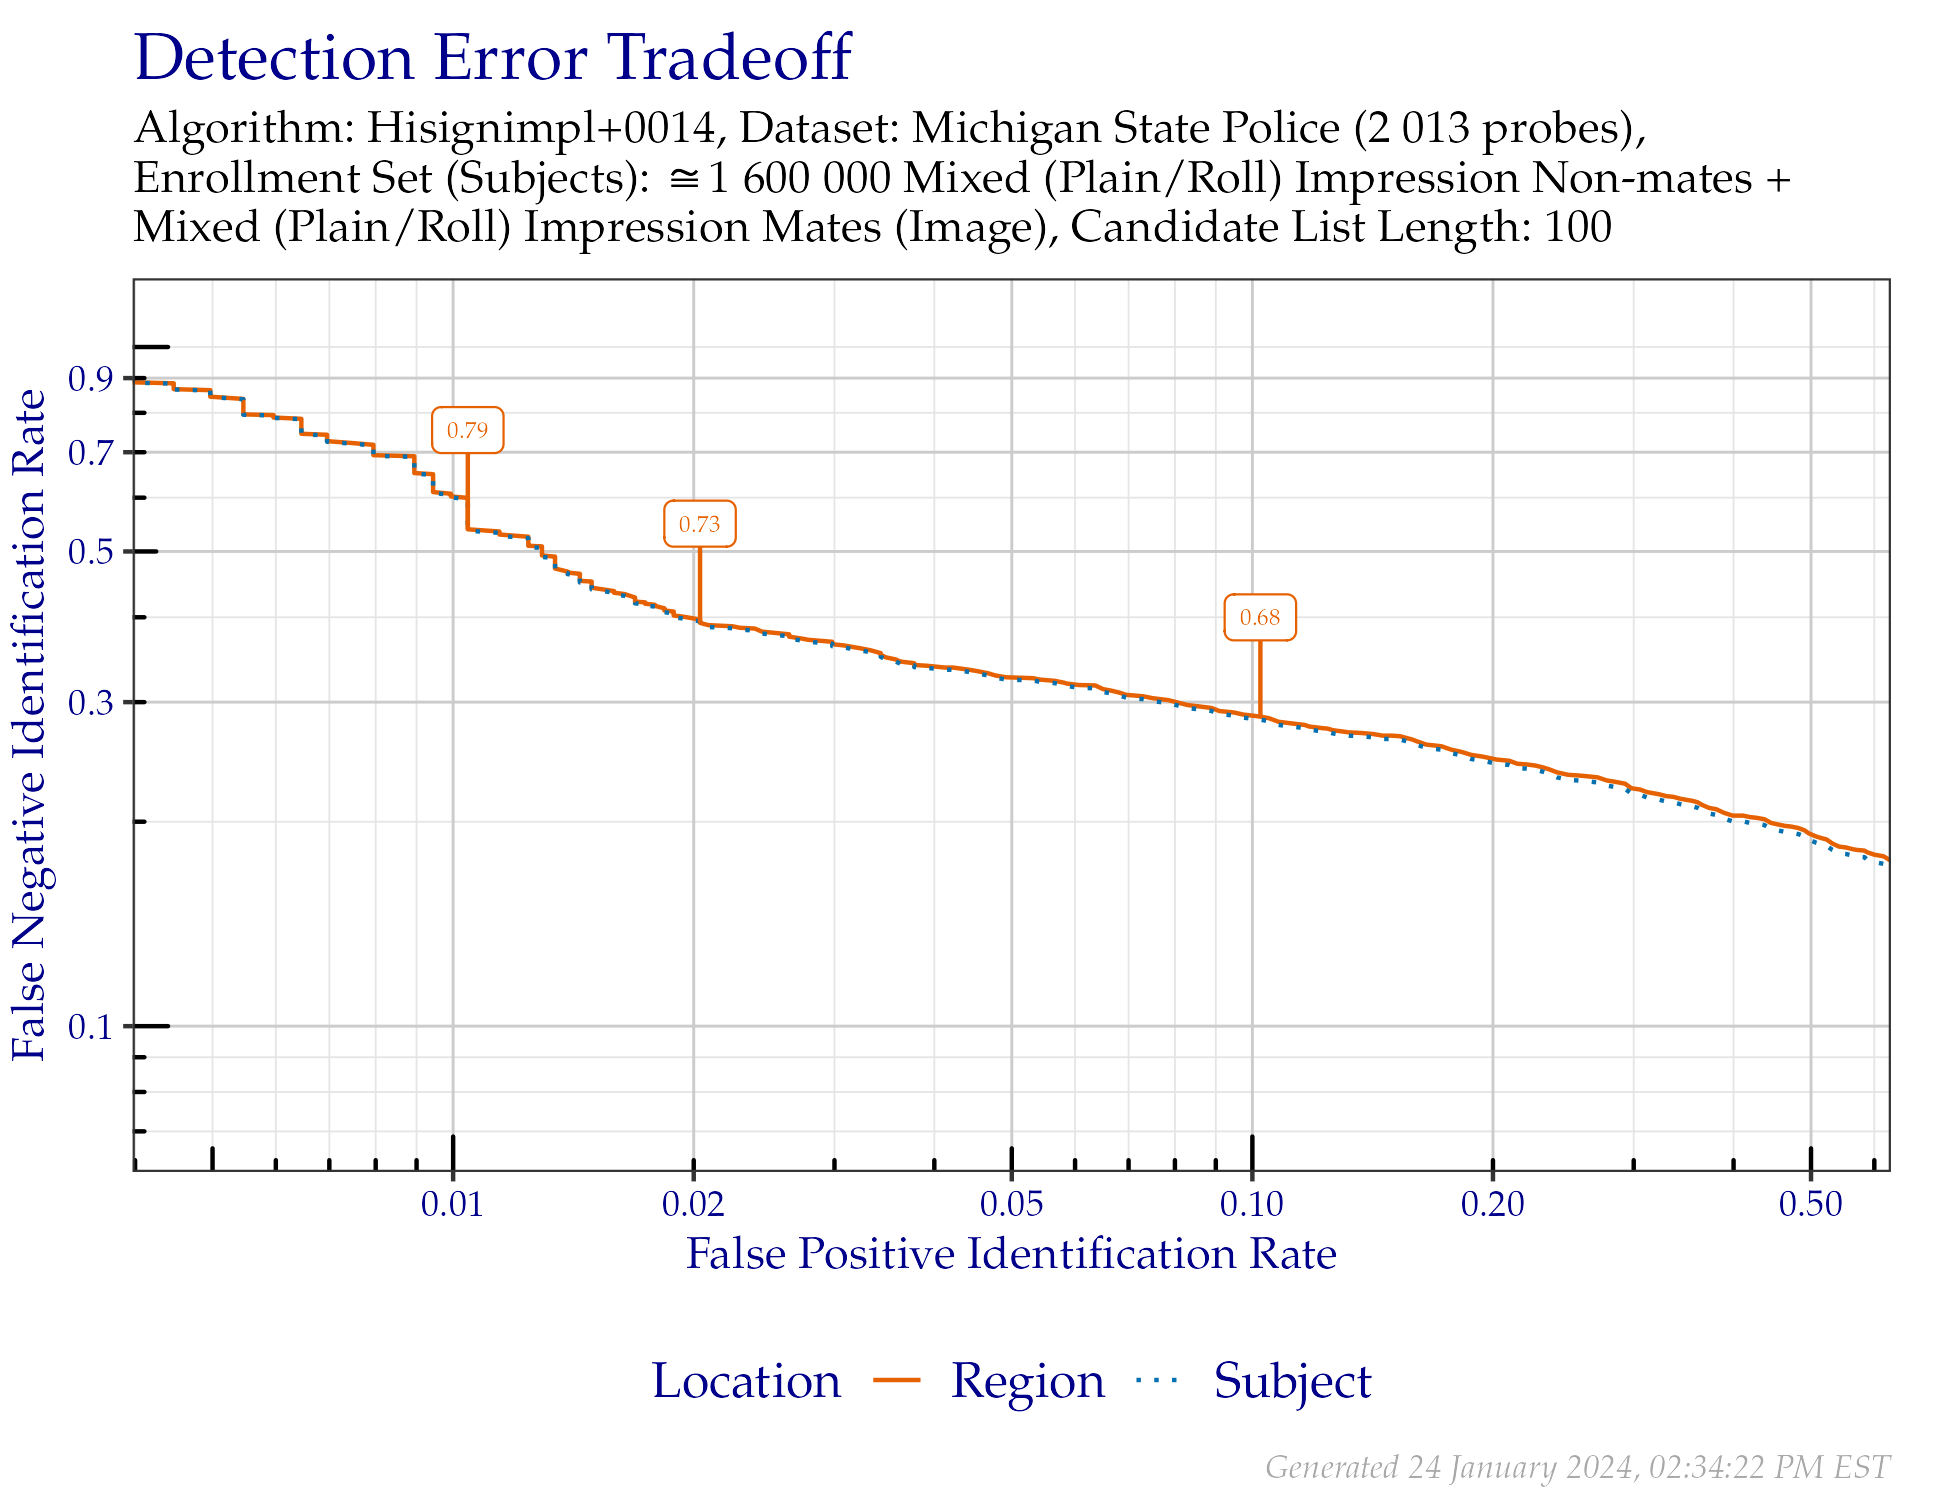 Detection Error Tradeoff
Algorithm: Hisignimpl+0014, Dataset: Michigan State Police (2 013 probes),
Enrollment Set (Subjects): ≅ 1 600 000 Mixed (Plain/Roll) Impression Non-mates +
Mixed (Plain/Roll) Impression Mates (Image), Candidate List Length: 100
False Negative Identification Rate
0.9
0.7
0.5
0.3
0.1
0.79
0.73
0.68
0.01 0.02 0.05 0.10 0.20 0.50
False Positive Identification Rate
Location Region Subject
Generated 24 January 2024, 02:34:22 PM EST